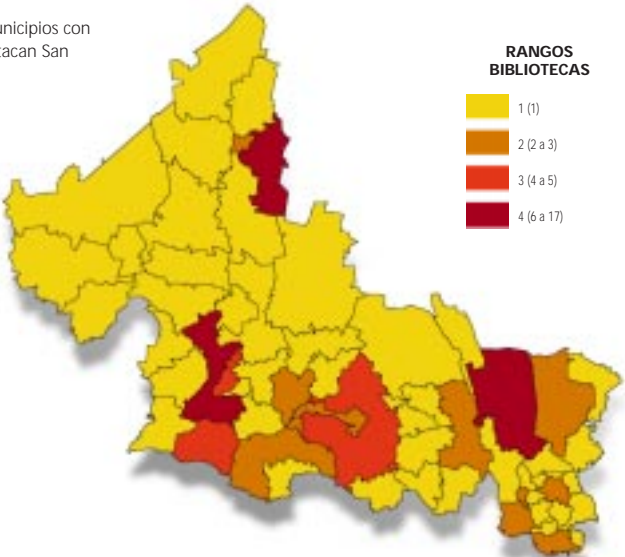 unicipios con
tacan San
RANGOS
BIBLIOTECAS
1 (1)
2 (2 a 3)
3 (4 a 5)
4 (6 a 17)